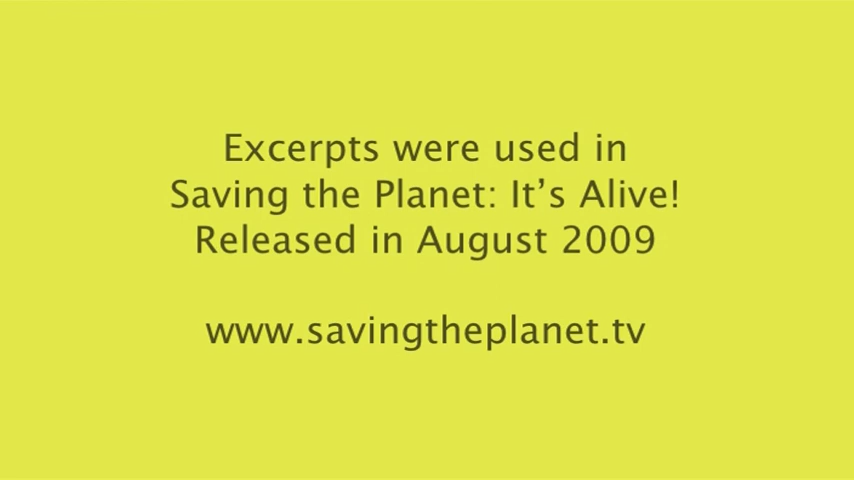 Excerpts were used in
Saving the Planet: It’s Alive!
Released in August 2009
www.savingtheplanet.tv